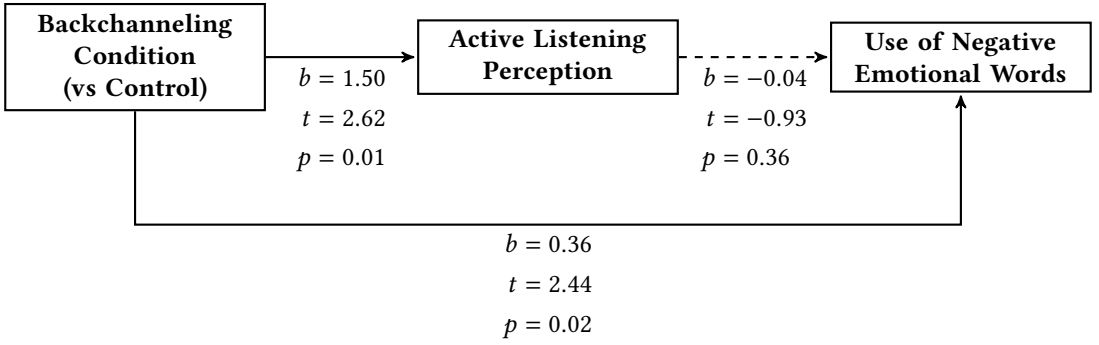 Backchanneling
Condition
(vs Control)
Active Listening
Perception
Use of Negative
Emotional Words
b = 1.50
t = 2.62
p = 0.01
b = −0.04
t = −0.93
p = 0.36
b = 0.36
t = 2.44
p = 0.02